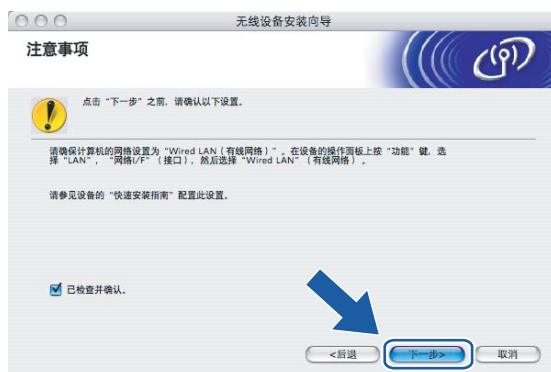 无线设备安装向导
注意事项
点击“下一步”之前，请确认以下设置。
请确保计算机的网络设置为“Wired LAN（有线网络）”。在设备的操作面板上按“功能”键，选
择“LAN”，“网络I/F”（接口），然后选择“Wired LAN”（有线网络）。
请参见设备的“快速安装指南”配置此设置。
已检查并确认。
<后退 下一步> 取消